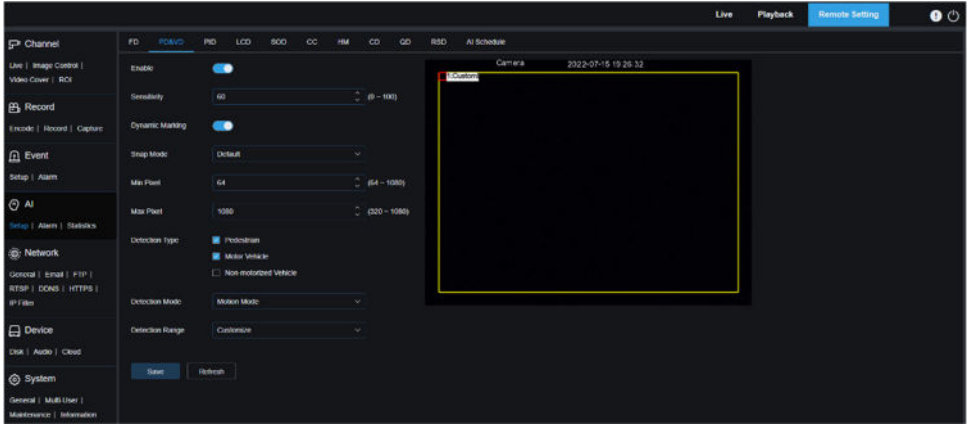 Live Playback Remote Setting
Channel
Live | Image Control |
Video Cover | ROI
Record
Encode | Record | Capture
Event
Setup | Alarm
AI
Setup | Alarm | Statistics
Network
General | Email | FTP |
RTSP | DDNS | HTTPS |
IP Filter
Device
Disk | Audio | Cloud
System
General | Multi-User |
Maintenance | Information
FD PD&VD PID LCD SOD CC HM CD QD RSD AI Schedule
Enable
Sensitivity 60 (0 ~ 100)
Dynamic Marking
Snap Mode Default
Min Pixel 64 (64 ~ 1080)
Max Pixel 1080 (320 ~ 1080)
Detection Type Pedestrian
Motor Vehicle
Non-motorized Vehicle
Detection Mode Motion Mode
Detection Range Customize
Save Refresh
Camera 2022-07-15 19:26:32
1:Custom